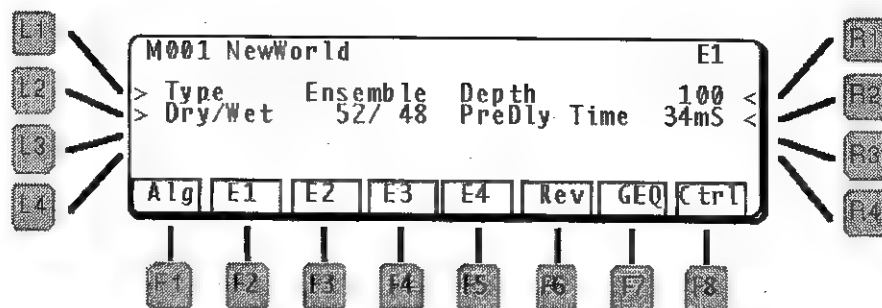 L1
R1
M001 NewWorld E1
L2
> Type Ensemble Depth 100 <
R2
> Dry/Wet 52/ 48 PreDly Time 34mS <
L3
R3
L4
Alg E1 E2 E3 E4 Rev GEQ Ctrl
R4
F1 F2 F3 F4 F5 F6 F7 F8